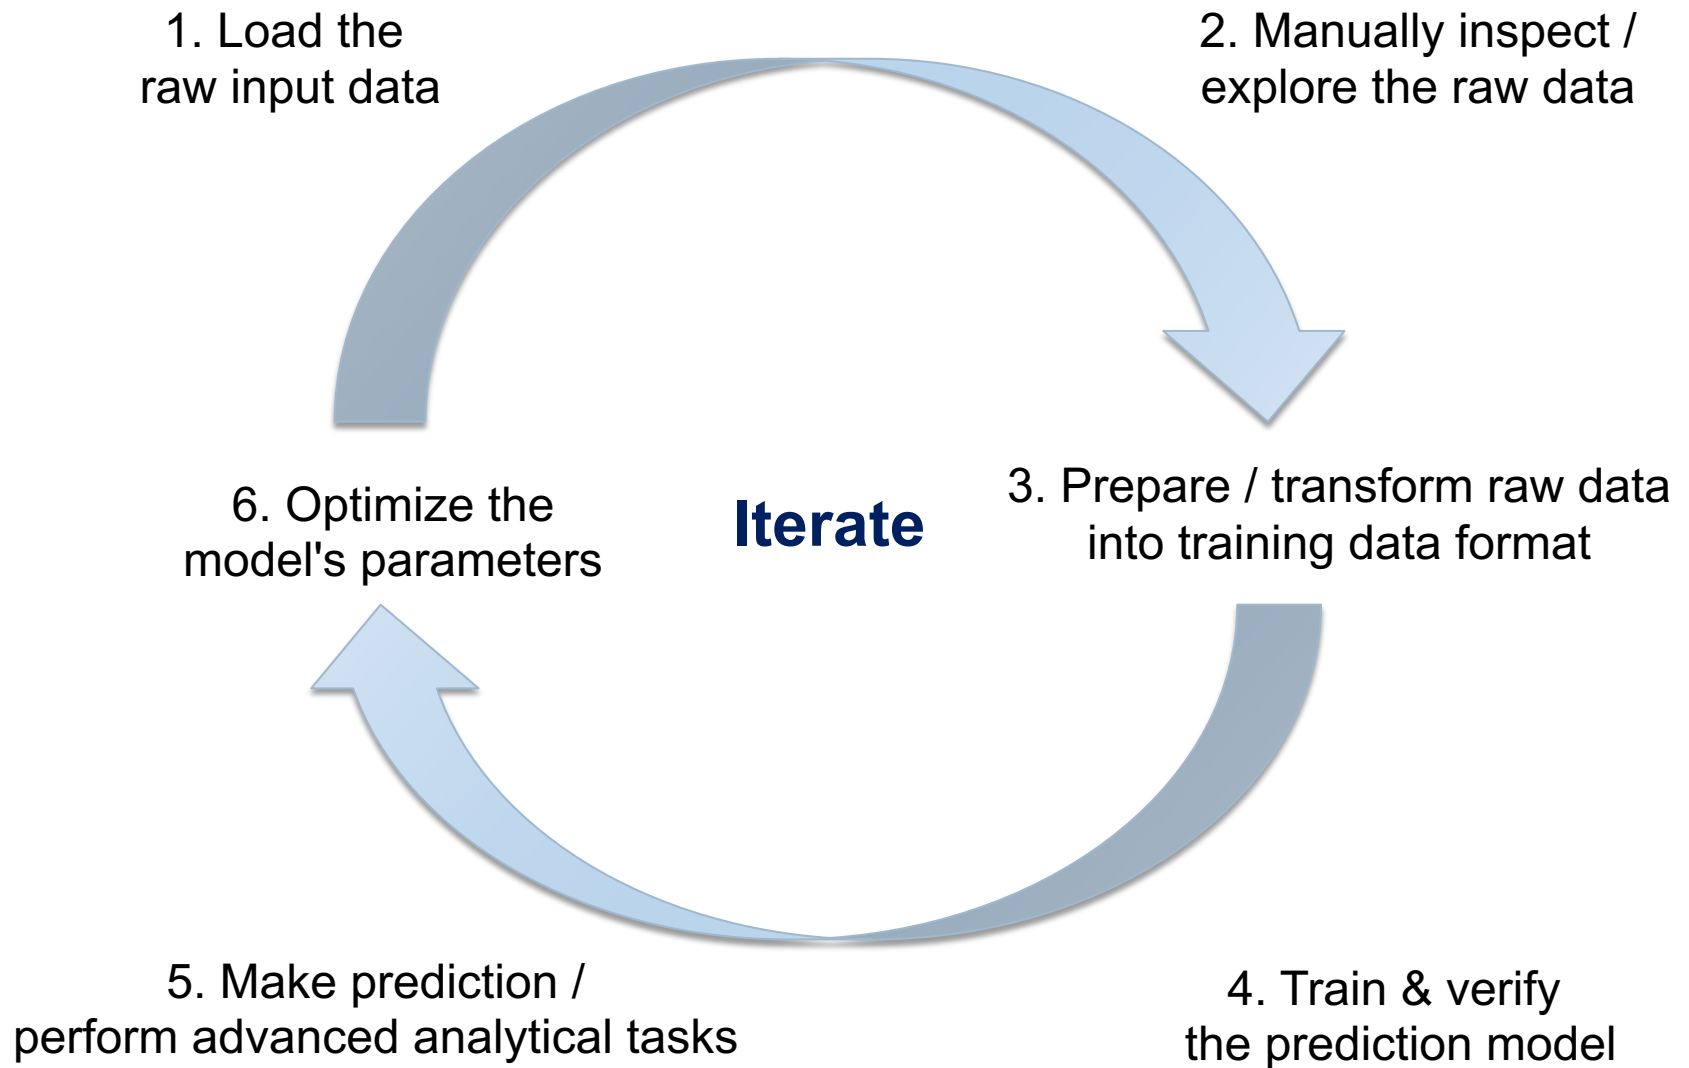 1. Load the
raw input data
2. Manually inspect /
explore the raw data
3. Prepare / transform raw data
into training data format
4. Train & verify
the prediction model
5. Make prediction /
perform advanced analytical tasks
6. Optimize the
model's parameters
Iterate